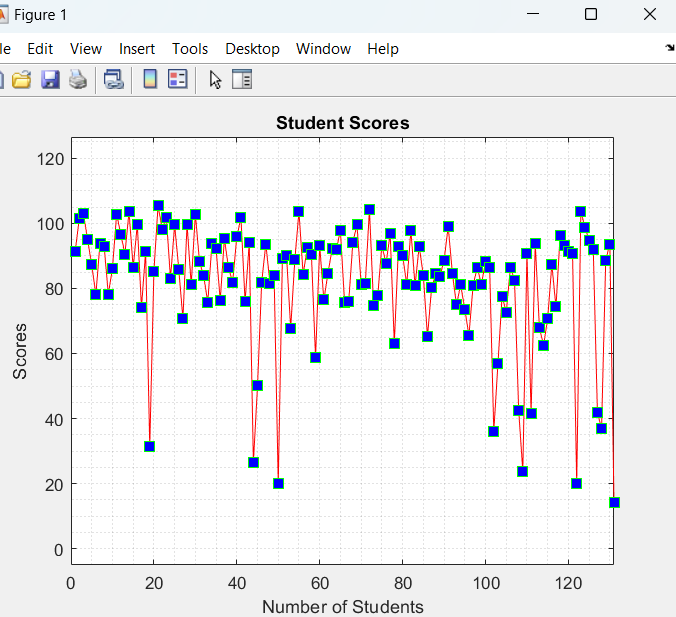 Figure 1
le Edit View Insert Tools Desktop Window Help
Student Scores
120
100
80
60
40
20
0
Scores
0 20 40 60 80 100 120
Number of Students